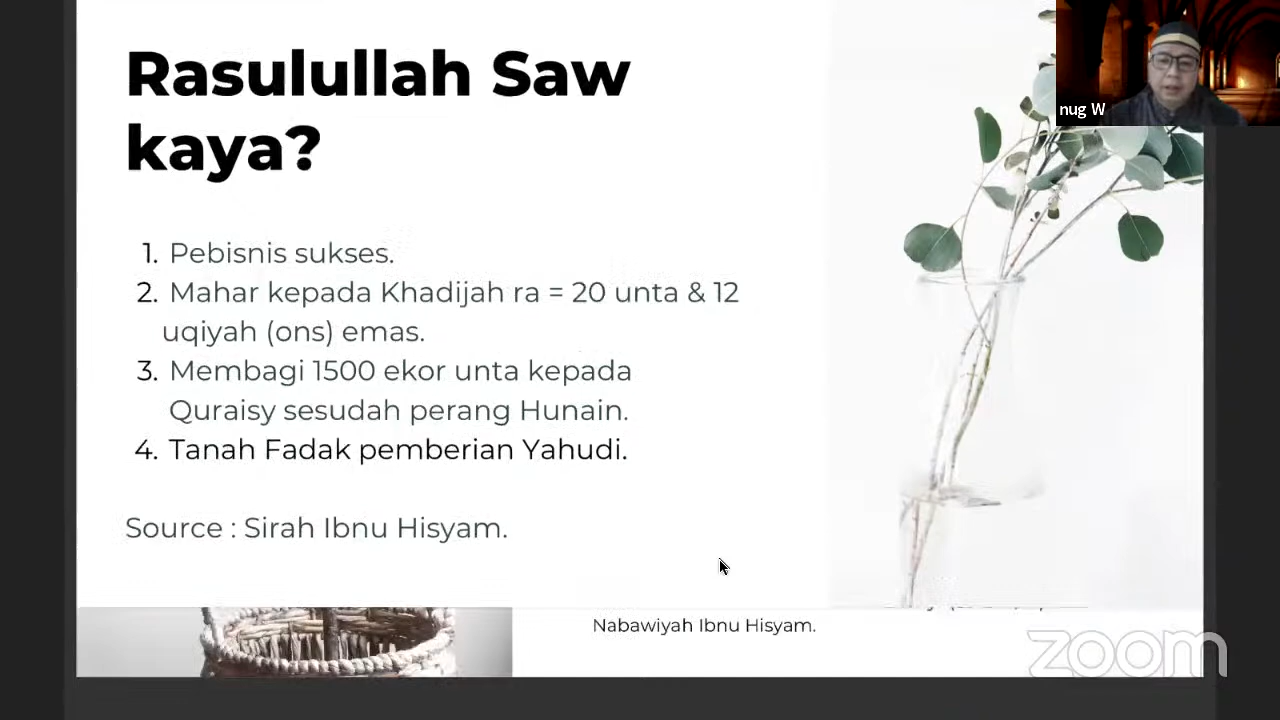 Rasulullah Saw
kaya?
nug W
1. Pebisnis sukses.
2. Mahar kepada Khadijah ra = 20 unta & 12
uqiyah (ons) emas.
3. Membagi 1500 ekor unta kepada
Quraisy sesudah perang Hunain.
4. Tanah Fadak pemberian Yahudi.
Source : Sirah Ibnu Hisyam.
Nabawiyah Ibnu Hisyam.
zoom